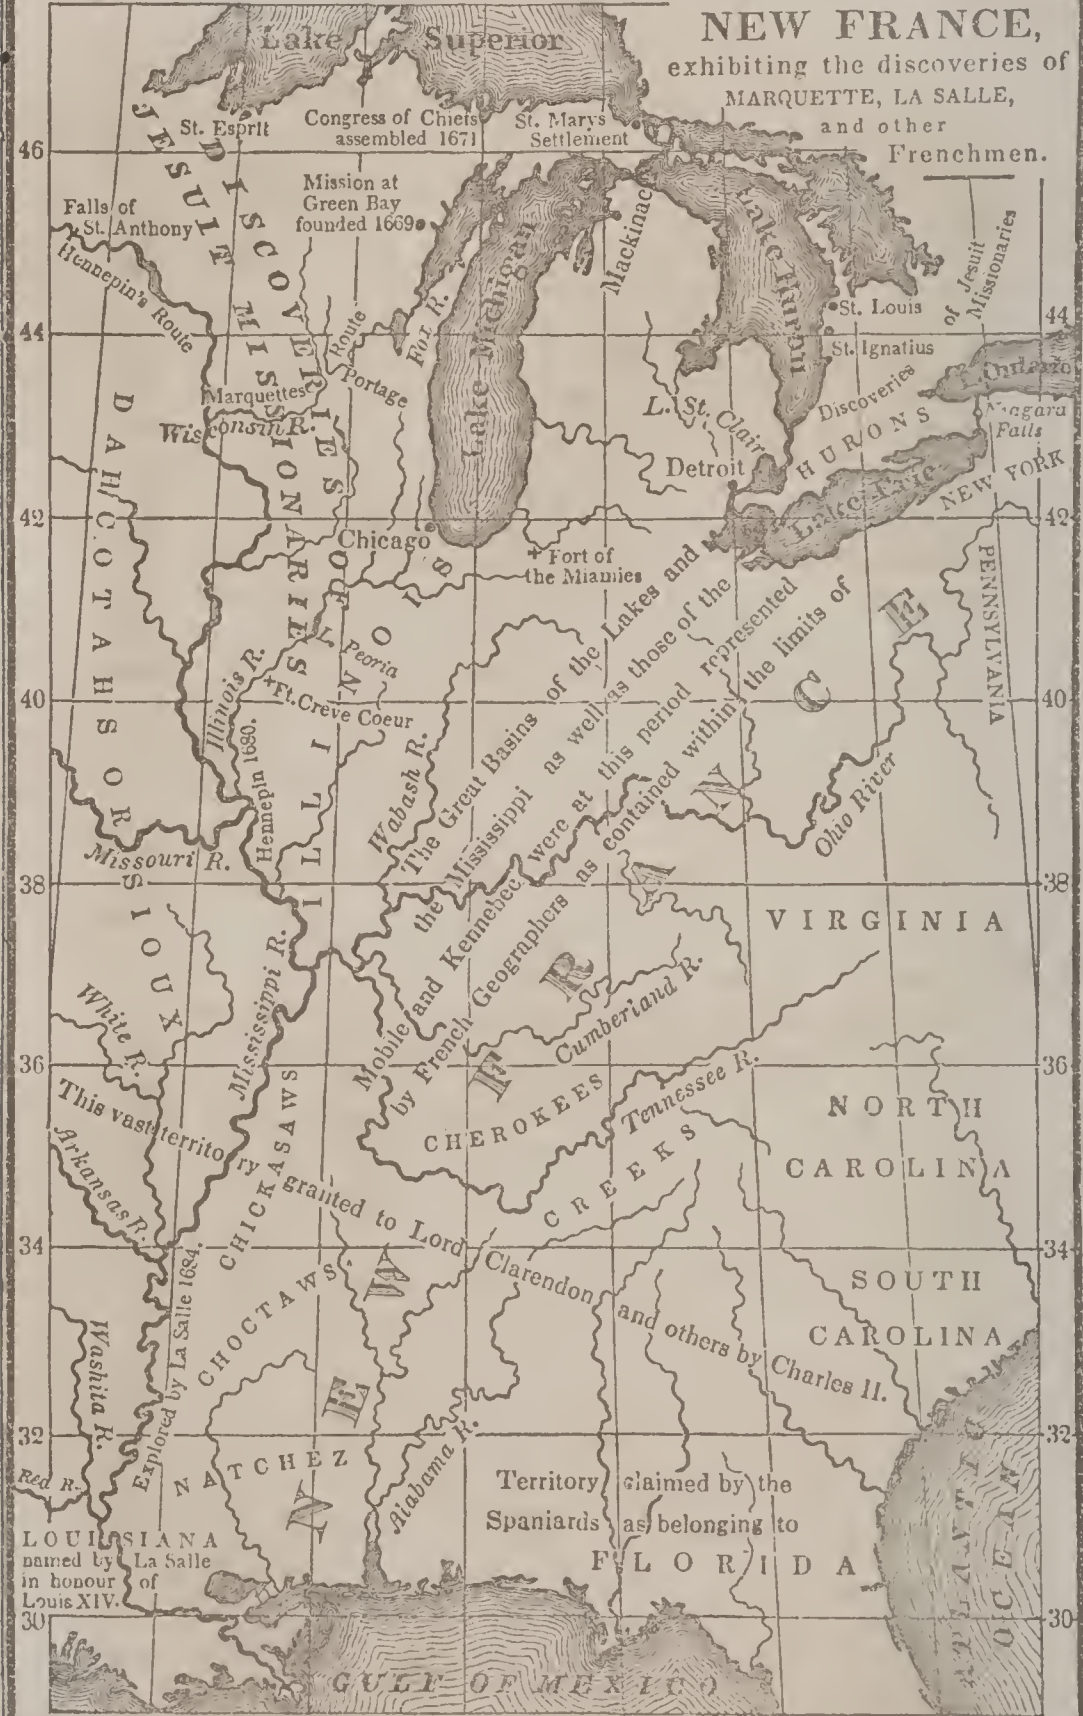 NEW FRANCE,
exhibiting the discoveries of
MARQUETTE, LA SALLE,
and other
Frenchmen.
Lake Superior
St. Esprit
Congress of Chiefs
assembled 1671
St. Marys
Settlement
46
JESUIT MISSIONARIES
DISCOVERIES OF
Mission at
Green Bay
founded 1669
Falls of
St. Anthony
Hennepin's Route
Mackinac
Lake Michigan
Lake Huron
Fox R.
Route
Portage
Marquettes
Wisconsin R.
St. Louis
St. Ignatius
Discoveries
of Jesuit
Missionaries
44
L. Ontario
Niagara
Falls
L. St. Clair
Detroit
HURONS
Lake Erie
NEW YORK
42
42
Chicago
Fort of
the Miamies
PENNSYLVANIA
DAHCOTAHS OR
SIOUX
ILLINOIS
L. Peoria
Illinois R.
Ft. Crêve Coeur
Hennepin 1680.
40
40
Wabash R.
The Great Basins of the Lakes and
the Mississippi as well as those of the
Mobile and Kennebec were at this period represented
by French Geographers as contained within the limits of
NEW FRANCE
Ohio River
Missouri R.
38
38
VIRGINIA
Mississippi R.
White R.
Cumberland R.
36
36
Tennessee R.
CHEROKEES
CREEKS
CHICKASAWS
NORTH
CAROLINA
This vast territory granted to Lord Clarendon and others by Charles II.
Arkansas R.
34
34
SOUTH
CAROLINA
Explored by La Salle 1684.
CHOCTAWS.
Washita R.
32
32
Red R.
NATCHEZ
Alabama R.
Territory claimed by the
Spaniards as belonging to
FLORIDA
LOUISIANA
named by La Salle
in honour of
Louis XIV.
30
30
GULF OF MEXICO
ATLANTIC
OCEAN